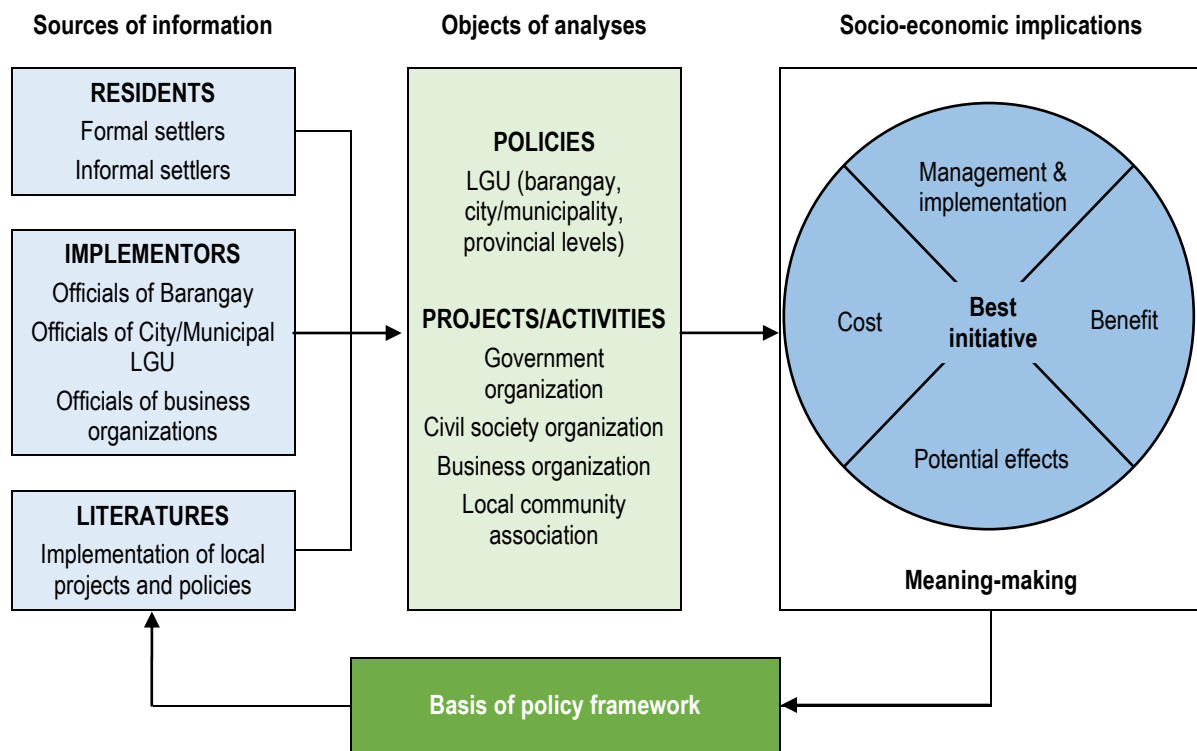 Sources of information
Objects of analyses
Socio-economic implications
RESIDENTS
Formal settlers
Informal settlers
IMPLEMENTORS
Officials of Barangay
Officials of City/Municipal
LGU
Officials of business
organizations
LITERATURES
Implementation of local
projects and policies
POLICIES
LGU (barangay,
city/municipality,
provincial levels)
PROJECTS/ACTIVITIES
Government
organization
Civil society organization
Business organization
Local community
association
Management &
implementation
Cost
Best
initiative
Benefit
Potential effects
Meaning-making
Basis of policy framework